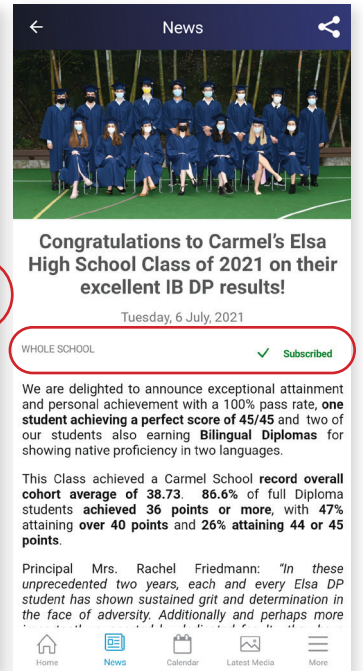 News
Congratulations to Carmel's Elsa
High School Class of 2021 on their
excellent IB DP results!
Tuesday, 6 July, 2021
WHOLE SCHOOL
Subscribed
We are delighted to announce exceptional attainment
and personal achievement with a 100% pass rate, one
student achieving a perfect score of 45/45 and two of
our students also earning Bilingual Diplomas for
showing native proficiency in two languages.
This Class achieved a Carmel School record overall
cohort average of 38.73. 86.6% of full Diploma
students achieved 36 points or more, with 47%
attaining over 40 points and 26% attaining 44 or 45
points.
Principal Mrs. Rachel Friedmann: "In these
unprecedented two years, each and every Elsa DP
student has shown sustained grit and determination in
the face of adversity. Additionally and perhaps more
Home
News
Calendar
Latest Media
More